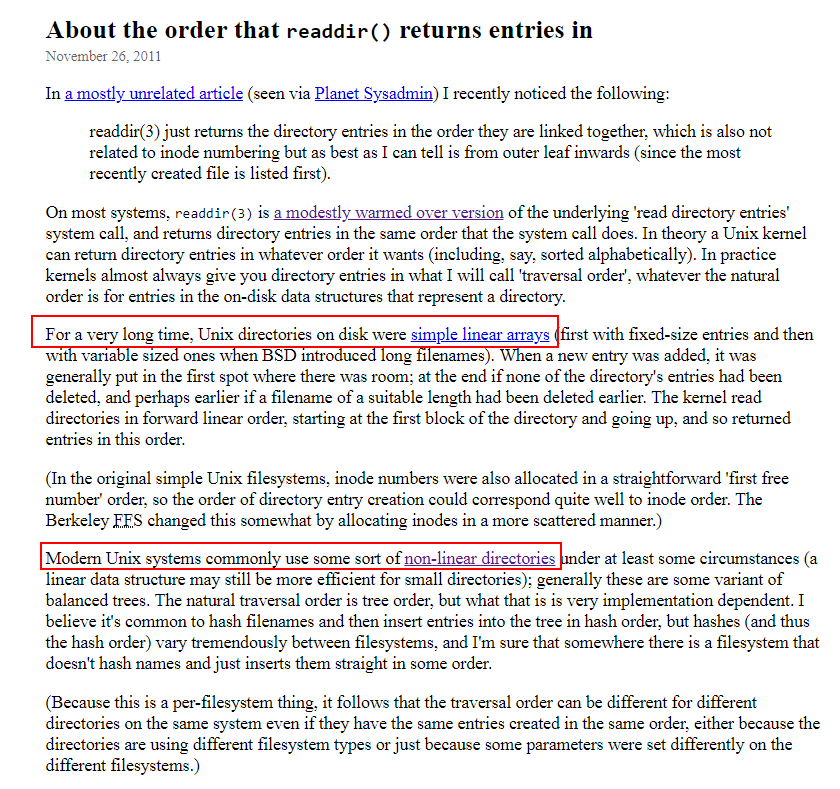 About the order that readdir() returns entries in
November 26, 2011
In a mostly unrelated article (seen via Planet Sysadmin) I recently noticed the following:
readdir(3) just returns the directory entries in the order they are linked together, which is also not
related to inode numbering but as best as I can tell is from outer leaf inwards (since the most
recently created file is listed first).
On most systems, readdir(3) is a modestly warmed over version of the underlying 'read directory entries'
system call, and returns directory entries in the same order that the system call does. In theory a Unix kernel
can return directory entries in whatever order it wants (including, say, sorted alphabetically). In practice
kernels almost always give you directory entries in what I will call 'traversal order', whatever the natural
order is for entries in the on-disk data structures that represent a directory.
For a very long time, Unix directories on disk were simple linear arrays (first with fixed-size entries and then
with variable sized ones when BSD introduced long filenames). When a new entry was added, it was
generally put in the first spot where there was room; at the end if none of the directory's entries had been
deleted, and perhaps earlier if a filename of a suitable length had been deleted earlier. The kernel read
directories in forward linear order, starting at the first block of the directory and going up, and so returned
entries in this order.
(In the original simple Unix filesystems, inode numbers were also allocated in a straightforward 'first free
number' order, so the order of directory entry creation could correspond quite well to inode order. The
Berkeley FFS changed this somewhat by allocating inodes in a more scattered manner.)
Modern Unix systems commonly use some sort of non-linear directories under at least some circumstances (a
linear data structure may still be more efficient for small directories); generally these are some variant of
balanced trees. The natural traversal order is tree order, but what that is is very implementation dependent. I
believe it's common to hash filenames and then insert entries into the tree in hash order, but hashes (and thus
the hash order) vary tremendously between filesystems, and I'm sure that somewhere there is a filesystem that
doesn't hash names and just inserts them straight in some order.
(Because this is a per-filesystem thing, it follows that the traversal order can be different for different
directories on the same system even if they have the same entries created in the same order, either because the
directories are using different filesystem types or just because some parameters were set differently on the
different filesystems.)